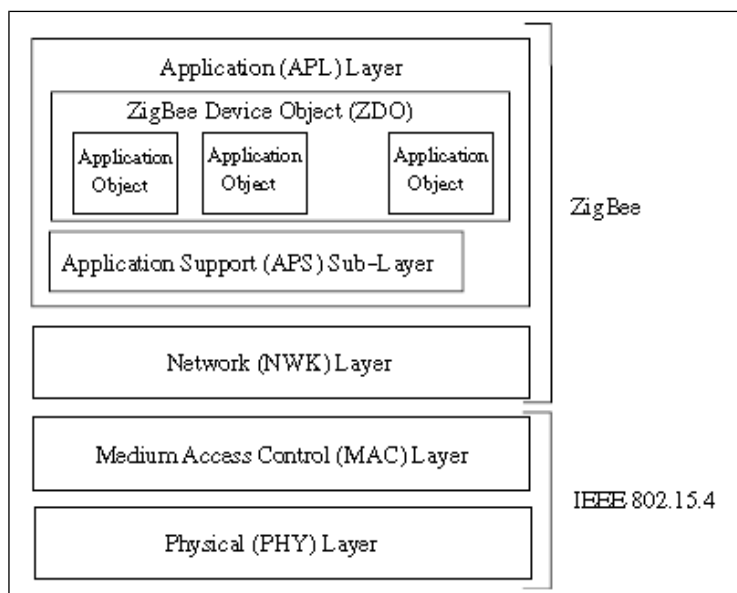 Application (APL) Layer
ZigBee Device Object (ZDO)
Application
Object
Application
Object
Application
Object
ZigBee
Application Support (APS) Sub-Layer
Network (NWK) Layer
Medium Access Control (MAC) Layer
IEEE 802.15.4
Physical (PHY) Layer